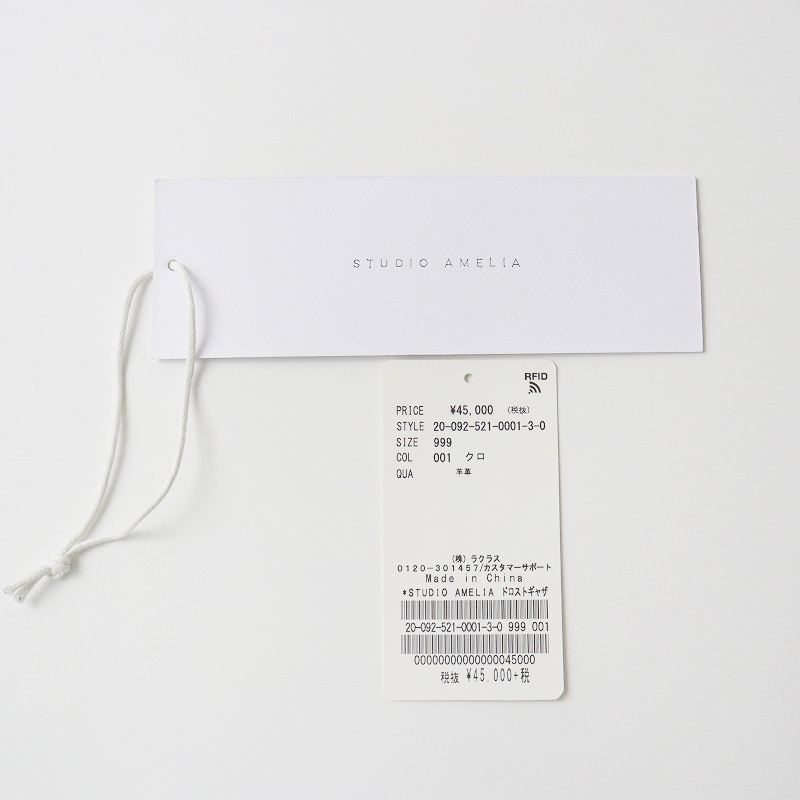 STUDIO AMELIA
RFID
PRICE ¥45,000 (税抜)
STYLE 20-092-521-0001-3-0
SIZE 999
COL 001 クロ
QUA 羊革
(株) ラクラス
0120-301457/カスタマーサポート
Made in China
*STUDIO AMELIA ドロストギャザ
20-092-521-0001-3-0 999 001
00000000000000045000
税抜 ¥45,000+税